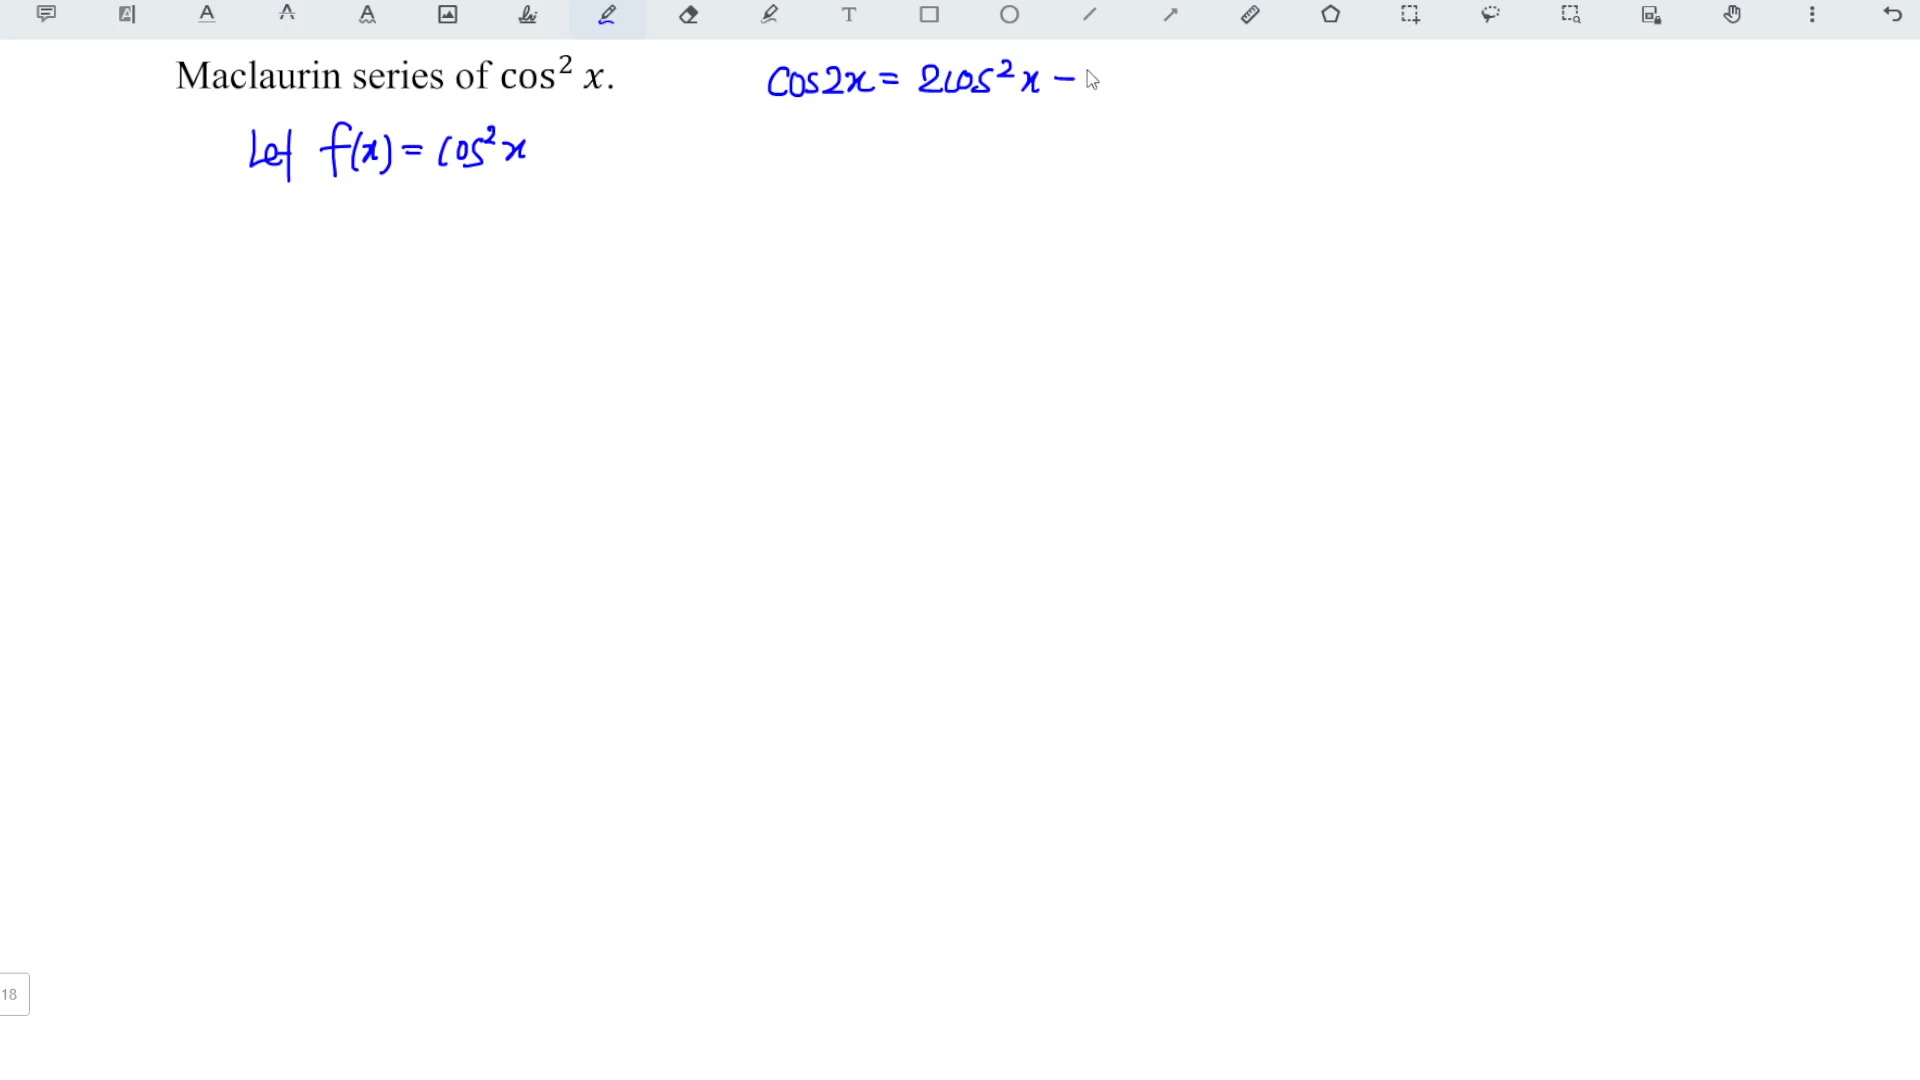 Maclaurin series of cos² x.
cos2x = 2cos²x −
Let f(x) = cos²x
18